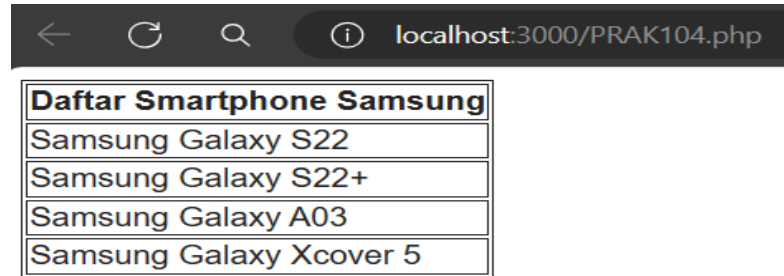 localhost:3000/PRAK104.php
Daftar Smartphone Samsung
Samsung Galaxy S22
Samsung Galaxy S22+
Samsung Galaxy A03
Samsung Galaxy Xcover 5